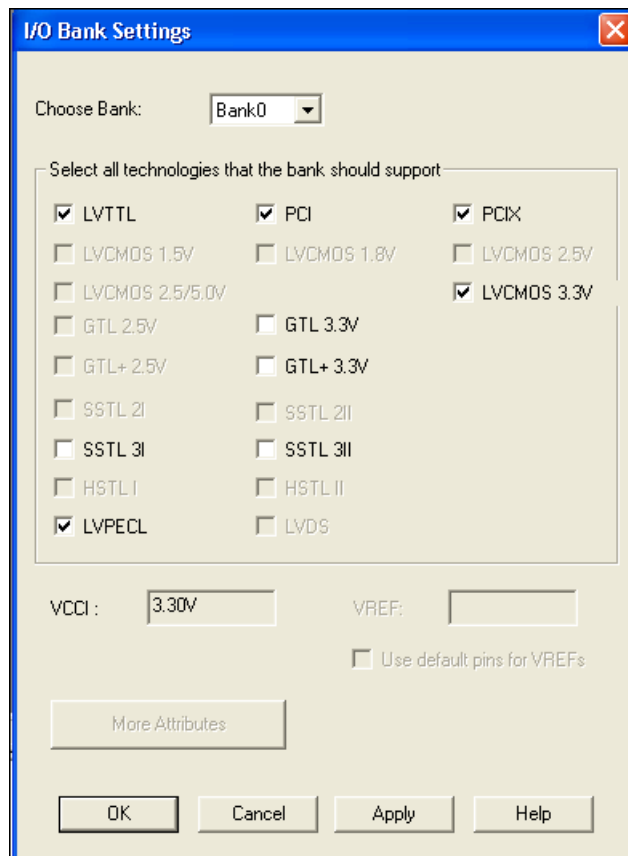 I/O Bank Settings
Choose Bank: Bank0
Select all technologies that the bank should support
LVTTL PCI PCIX
LVCMOS 1.5V LVCMOS 1.8V LVCMOS 2.5V
LVCMOS 2.5/5.0V LVCMOS 3.3V
GTL 2.5V GTL 3.3V
GTL+ 2.5V GTL+ 3.3V
SSTL 2I SSTL 2II
SSTL 3I SSTL 3II
HSTL I HSTL II
LVPECL LVDS
VCCI : 3.30V VREF:
Use default pins for VREFs
More Attributes
OK Cancel Apply Help